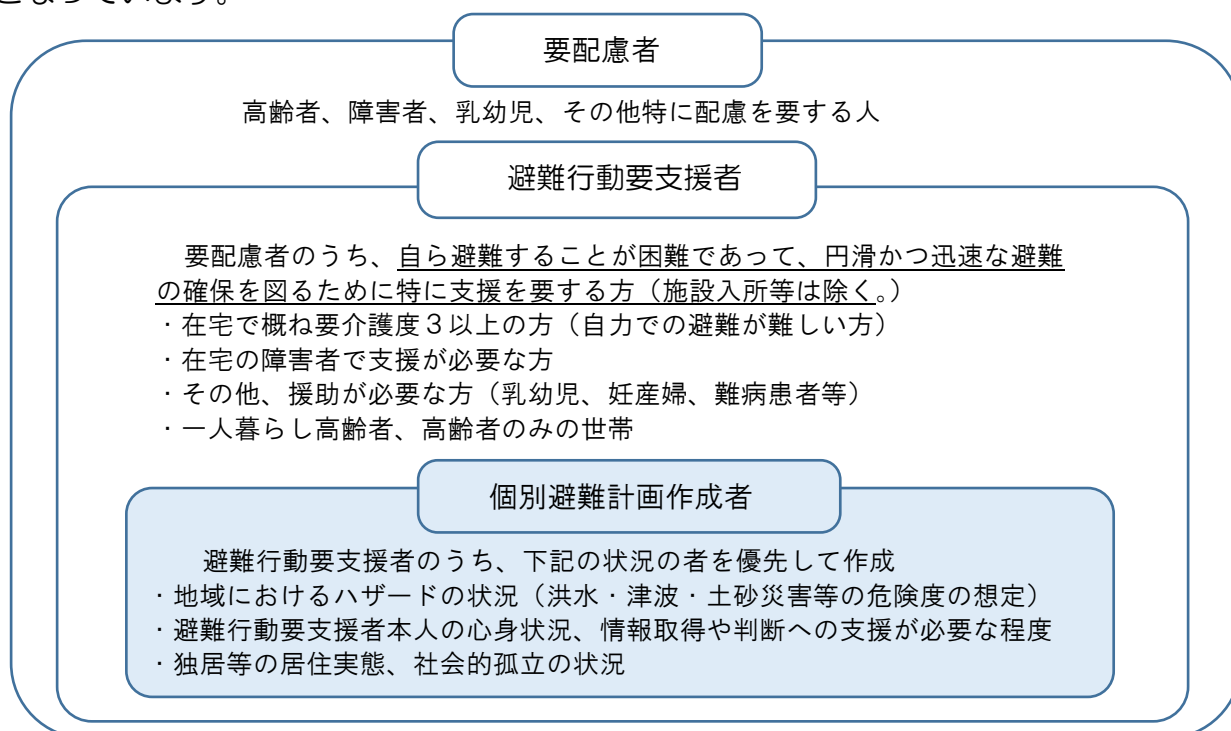 となっています。
要配慮者
高齢者、障害者、乳幼児、その他特に配慮を要する人
避難行動要支援者
要配慮者のうち、自ら避難することが困難であって、円滑かつ迅速な避難
の確保を図るために特に支援を要する方（施設入所等は除く。）
・在宅で概ね要介護度３以上の方（自力での避難が難しい方）
・在宅の障害者で支援が必要な方
・その他、援助が必要な方（乳幼児、妊産婦、難病患者等）
・一人暮らし高齢者、高齢者のみの世帯
個別避難計画作成者
避難行動要支援者のうち、下記の状況の者を優先して作成
・地域におけるハザードの状況（洪水・津波・土砂災害等の危険度の想定）
・避難行動要支援者本人の心身状況、情報取得や判断への支援が必要な程度
・独居等の居住実態、社会的孤立の状況